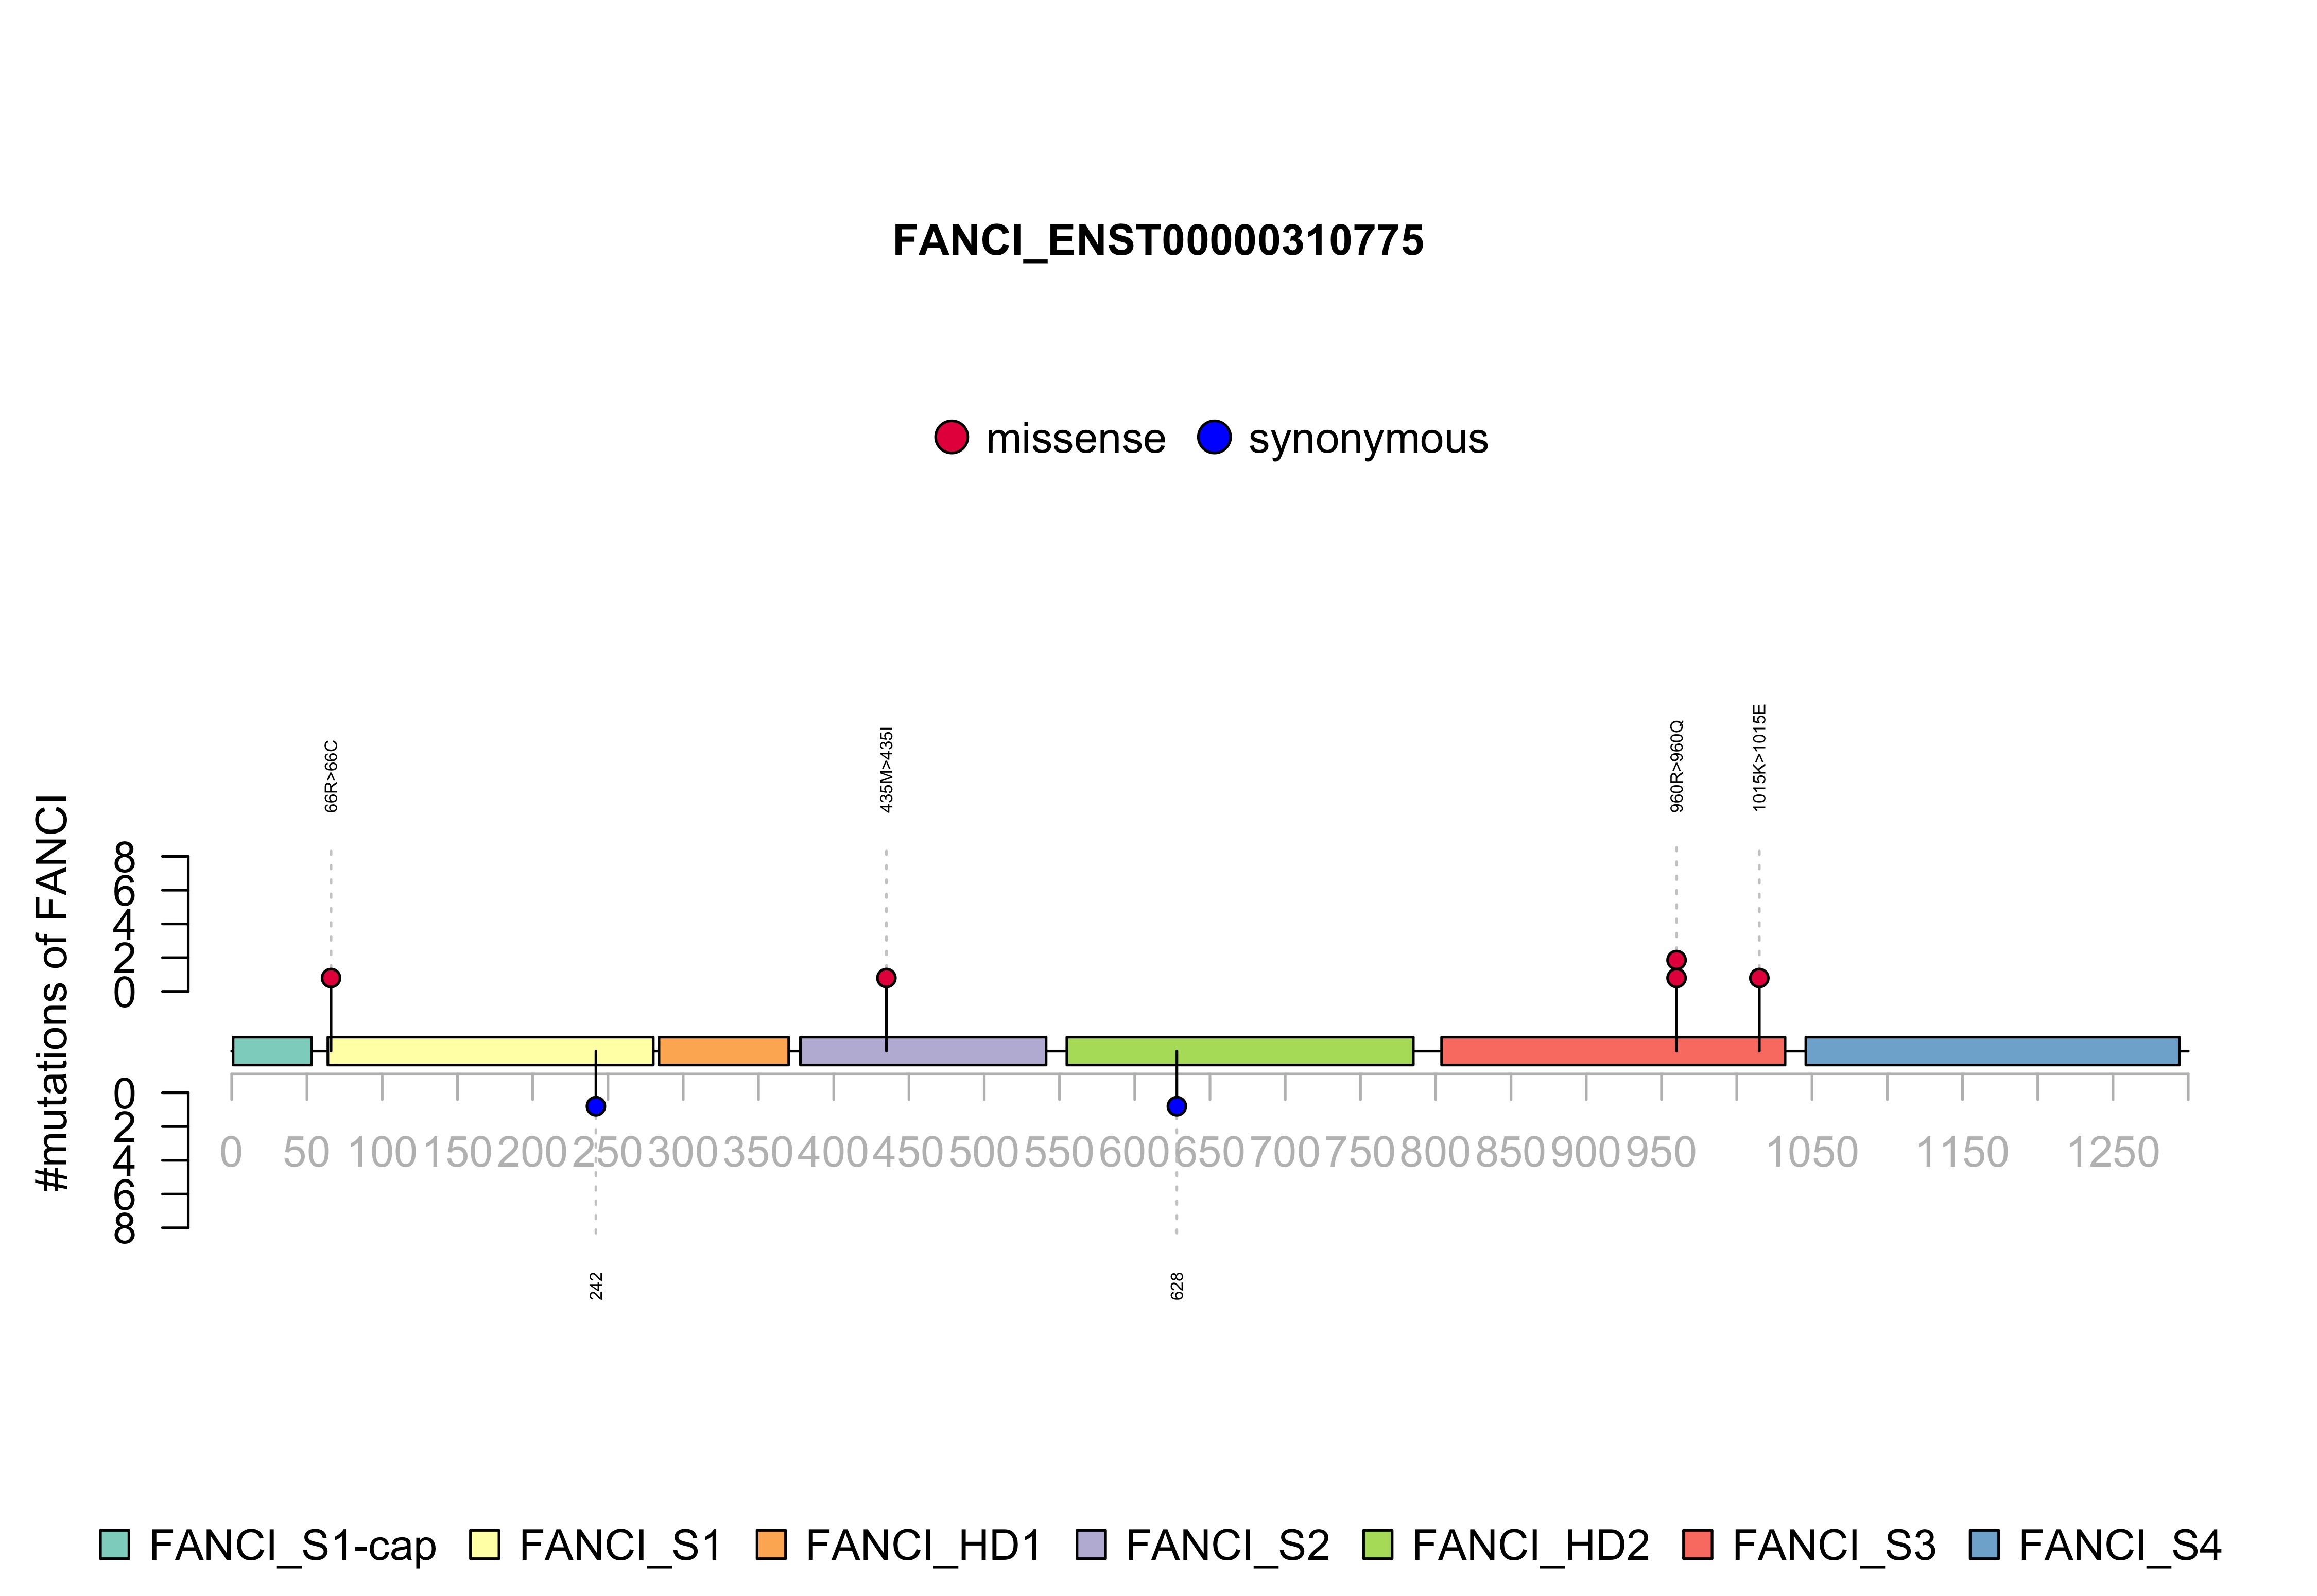 FANCI_ENST00000310775
missense synonymous
66R>66C 435M>435I 960R>960Q 1015K>1015E
#mutations of FANCI
8
6
4
2
0
0
2
4
6
8
0 50 100 150 200 250 300 350 400 450 500 550 600 650 700 750 800 850 900 950 1050 1150 1250
242 628
FANCI_S1-cap FANCI_S1 FANCI_HD1 FANCI_S2 FANCI_HD2 FANCI_S3 FANCI_S4